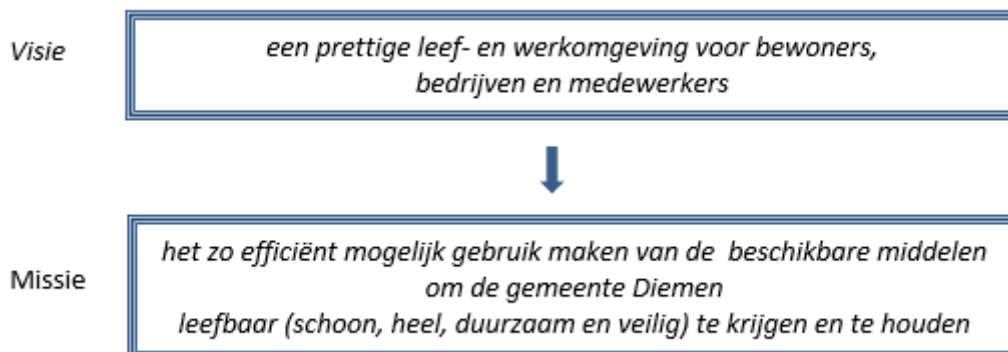 Visie
een prettige leef- en werkomgeving voor bewoners,
bedrijven en medewerkers
Missie
het zo efficiënt mogelijk gebruik maken van de beschikbare middelen
om de gemeente Diemen
leefbaar (schoon, heel, duurzaam en veilig) te krijgen en te houden